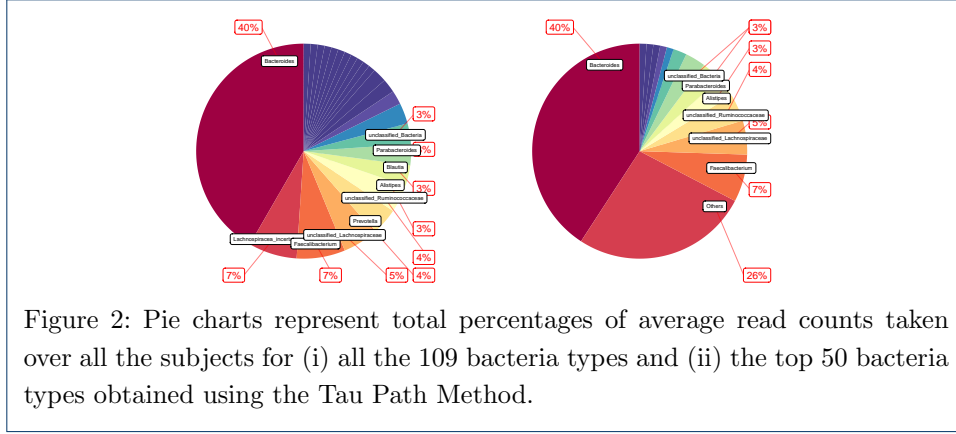 40%
Bacteroides
3%
unclassified_Bacteria
Parabacteroides
Blautia
3%
Alistipes
unclassified_Ruminococcaceae
3%
Prevotella
unclassified_Lachnospiraceae
Faecalibacterium
4%
7%
7%
5%
4%
40%
Bacteroides
3%
3%
4%
unclassified_Bacteria
Parabacteroides
Alistipes
unclassified_Ruminococcaceae
5%
unclassified_Lachnospiraceae
Faecalibacterium
7%
Others
26%
Figure 2: Pie charts represent total percentages of average read counts taken
over all the subjects for (i) all the 109 bacteria types and (ii) the top 50 bacteria
types obtained using the Tau Path Method.